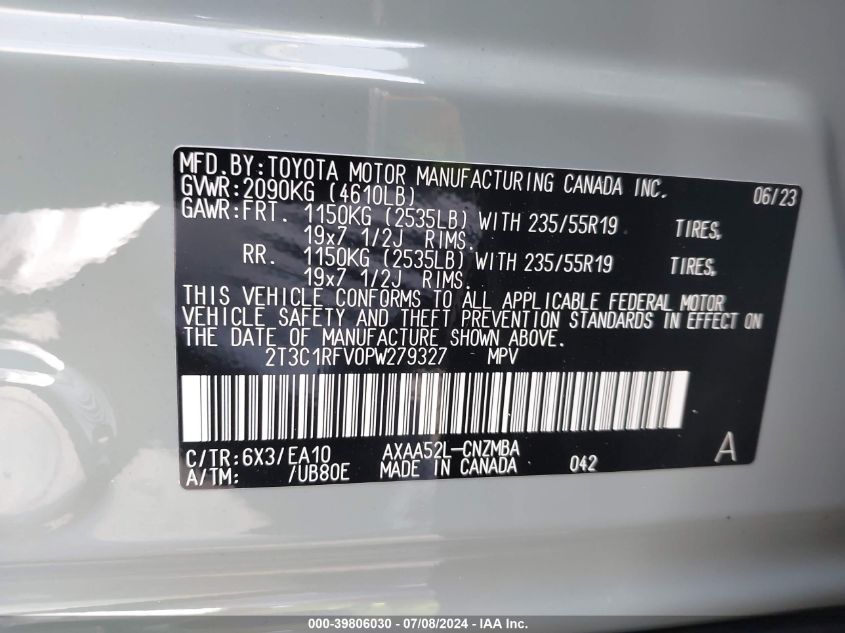 MFD. BY: TOYOTA MOTOR MANUFACTURING CANADA INC. 06/23
GVWR: 2090KG (4610LB)
GAWR: FRT. 1150KG (2535LB) WITH 235/55R19 TIRES,
19x7 1/2J RIMS.
RR. 1150KG (2535LB) WITH 235/55R19 TIRES,
19x7 1/2J RIMS.
THIS VEHICLE CONFORMS TO ALL APPLICABLE FEDERAL MOTOR
VEHICLE SAFETY AND THEFT PREVENTION STANDARDS IN EFFECT ON
THE DATE OF MANUFACTURE SHOWN ABOVE.
2T3C1RFV0PW279327 MPV
C/TR: 6X3/EA10 AXAA52L-CNZMBA A
A/TM: /UB80E MADE IN CANADA 042
000-39806030 - 07/08/2024 - IAA Inc.